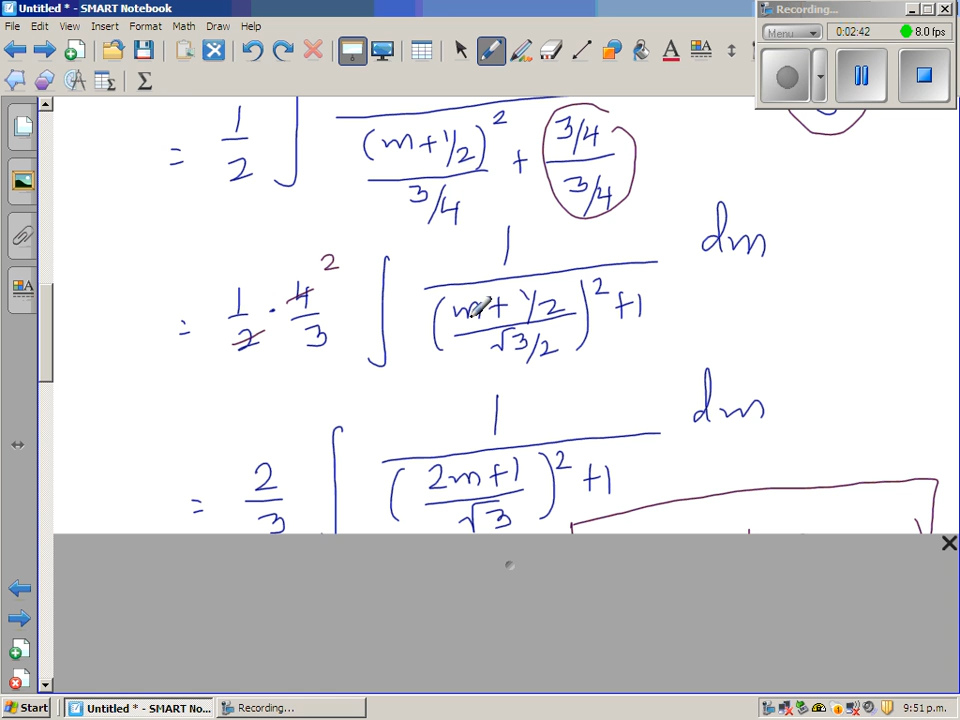 Untitled * - SMART Notebook
Recording...
File Edit View Insert Format Math Draw Help
Menu 0:02:42 8.0 fps
= 1/2 ∫ 1/((m+1/2)²/(3/4) + (3/4)/(3/4))
= 1/2 · 4/3 2 ∫ 1/(((m+1/2)/(√3/2))²+1) dm
= 2/3 ∫ 1/(((2m+1)/√3)²+1) dm
Start Untitled * - SMART No... Recording... 9:51 p.m.